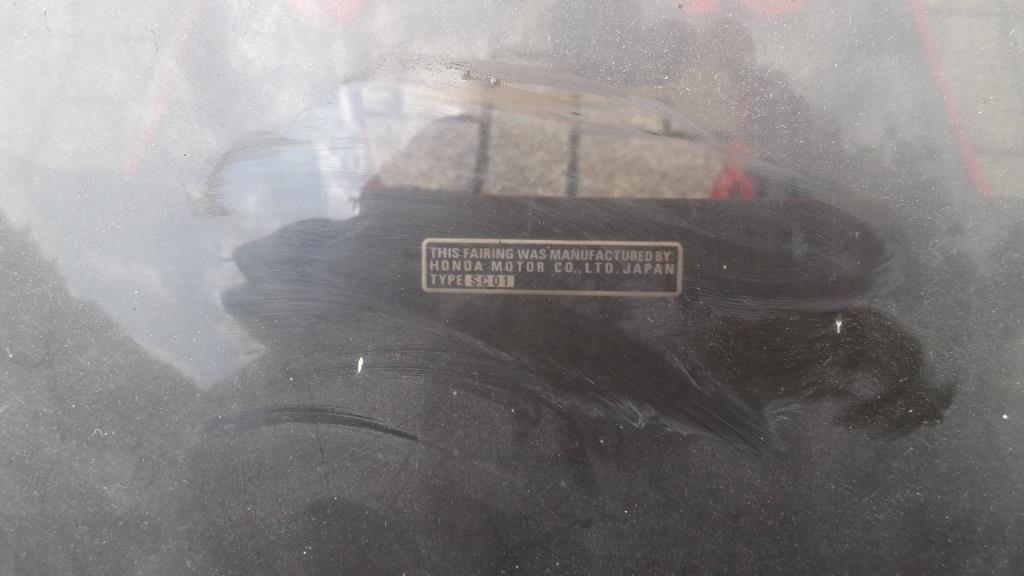 THIS FAIRING WAS MANUFACTURED BY
HONDA MOTOR CO., LTD. JAPAN
TYPE SC01